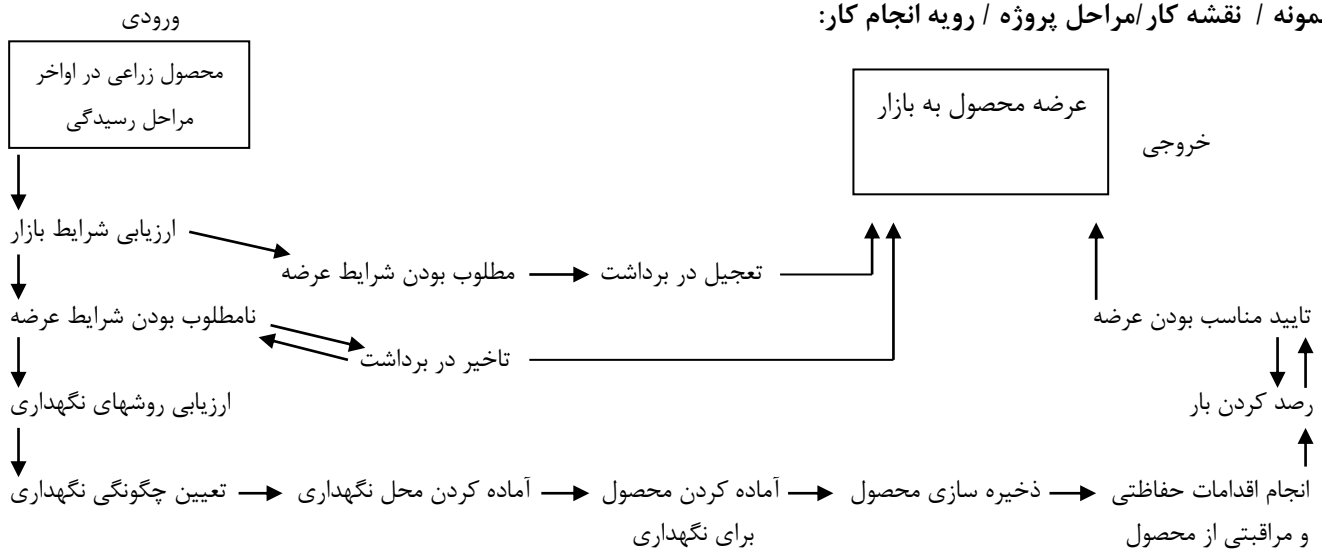 نمونه / نقشه کار/مراحل پروژه / رویه انجام کار:
ورودی
محصول زراعی در اواخر
مراحل رسیدگی
عرضه محصول به بازار
خروجی
ارزیابی شرایط بازار
مطلوب بودن شرایط عرضه
تعجیل در برداشت
نامطلوب بودن شرایط عرضه
تاخیر در برداشت
تایید مناسب بودن عرضه
ارزیابی روشهای نگهداری
رصد کردن بار
تعیین چگونگی نگهداری
آماده کردن محل نگهداری
آماده کردن محصول
برای نگهداری
ذخیره سازی محصول
انجام اقدامات حفاظتی
و مراقبتی از محصول